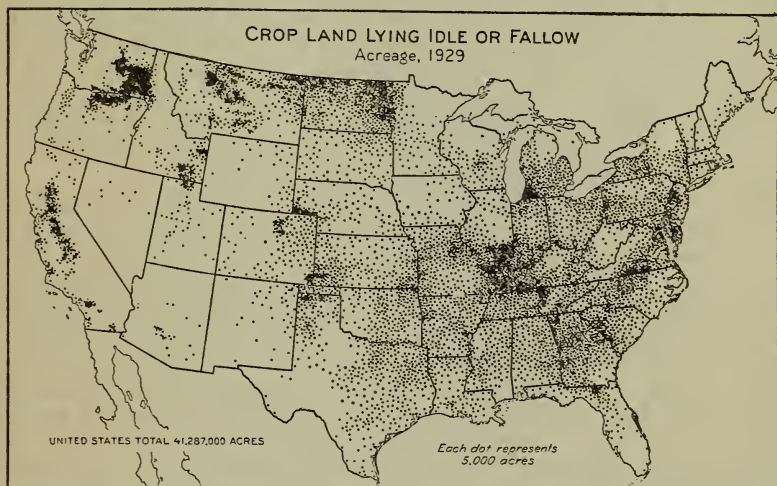 CROP LAND LYING IDLE OR FALLOW
Acreage, 1929
UNITED STATES TOTAL 41,287,000 ACRES
Each dot represents
5,000 acres